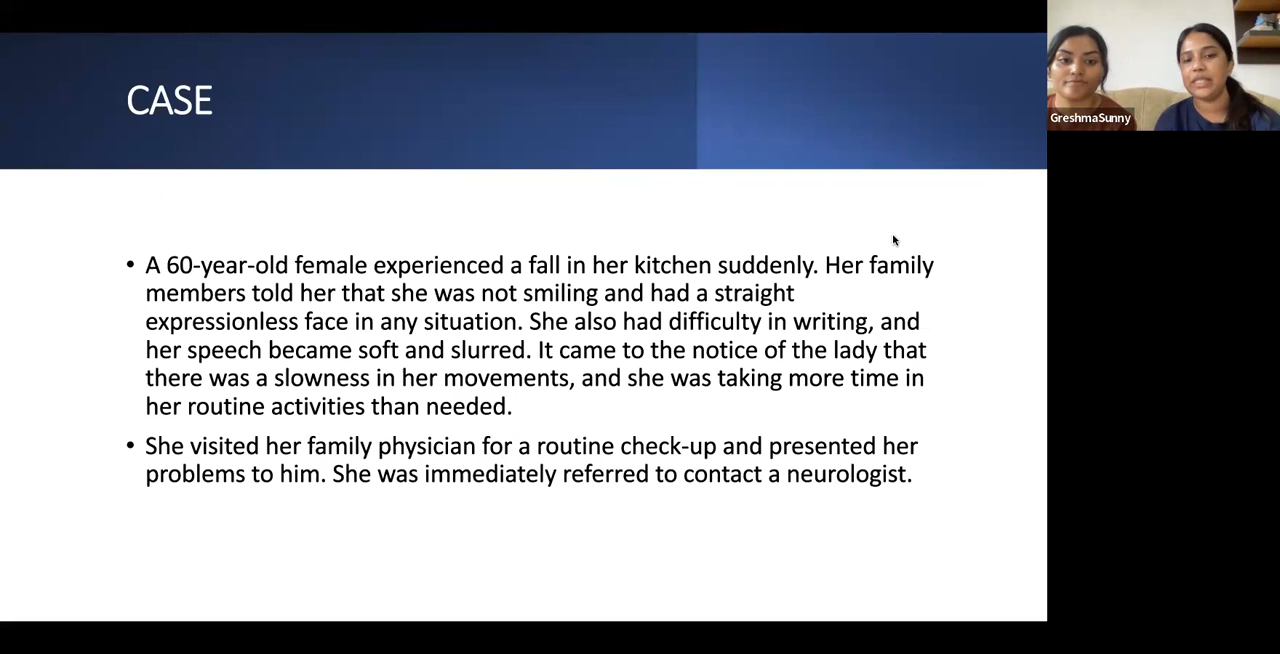 CASE
• A 60-year-old female experienced a fall in her kitchen suddenly. Her family
members told her that she was not smiling and had a straight
expressionless face in any situation. She also had difficulty in writing, and
her speech became soft and slurred. It came to the notice of the lady that
there was a slowness in her movements, and she was taking more time in
her routine activities than needed.
• She visited her family physician for a routine check-up and presented her
problems to him. She was immediately referred to contact a neurologist.
GreshmaSunny